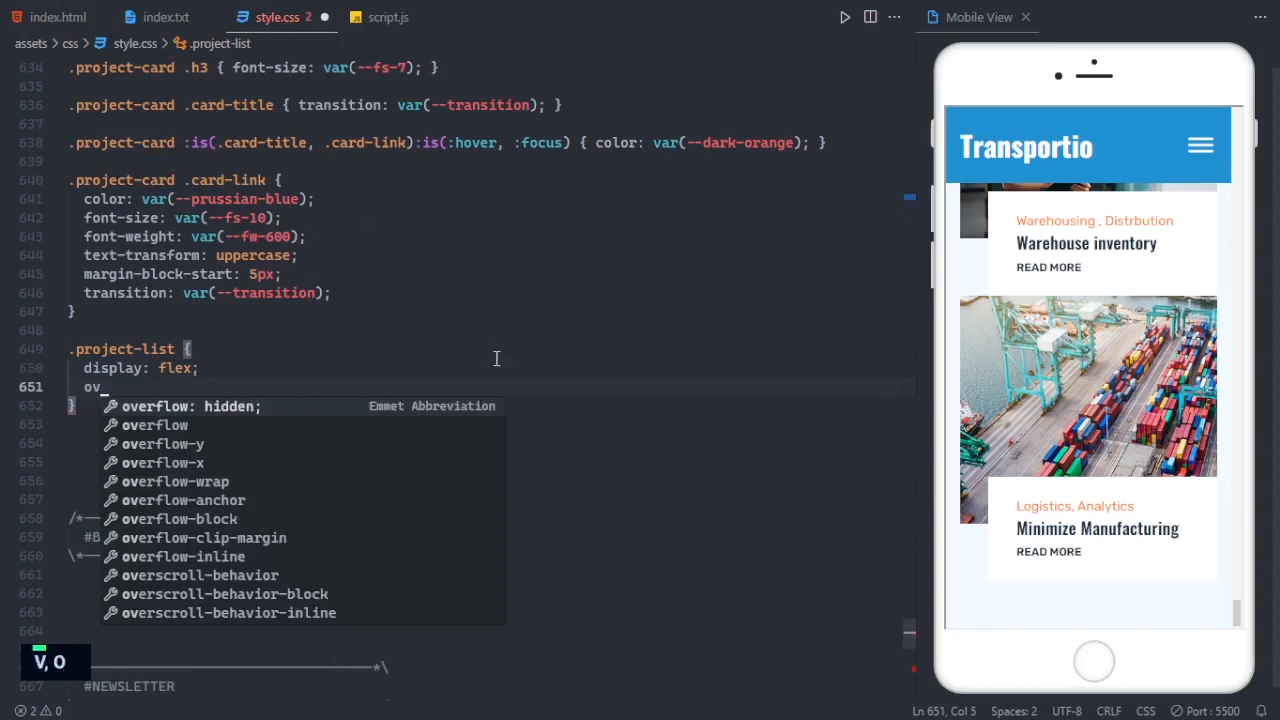 index.html index.txt style.css 2 script.js
Mobile View
assets > css > style.css > .project-list
634 .project-card .h3 { font-size: var(--fs-7); }
635
636 .project-card .card-title { transition: var(--transition); }
637
638 .project-card :is(.card-title, .card-link):is(:hover, :focus) { color: var(--dark-orange); }
639
640 .project-card .card-link {
641 color: var(--prussian-blue);
642 font-size: var(--fs-10);
643 font-weight: var(--fw-600);
644 text-transform: uppercase;
645 margin-block-start: 5px;
646 transition: var(--transition);
647 }
648
649 .project-list {
650 display: flex;
651 ov
652 } overflow: hidden; Emmet Abbreviation
653 overflow
654 overflow-y
655 overflow-x
656 overflow-wrap
657 overflow-anchor
658 /*— overflow-block
659 #B overflow-clip-margin
660 \*— overflow-inline
661 overscroll-behavior
662 overscroll-behavior-block
663 overscroll-behavior-inline
664
*\
667 #NEWSLETTER
V, O
Transportio
Warehousing , Distrbution
Warehouse inventory
READ MORE
Logistics, Analytics
Minimize Manufacturing
READ MORE
2 0 Ln 651, Col 5 Spaces: 2 UTF-8 CRLF CSS Port : 5500